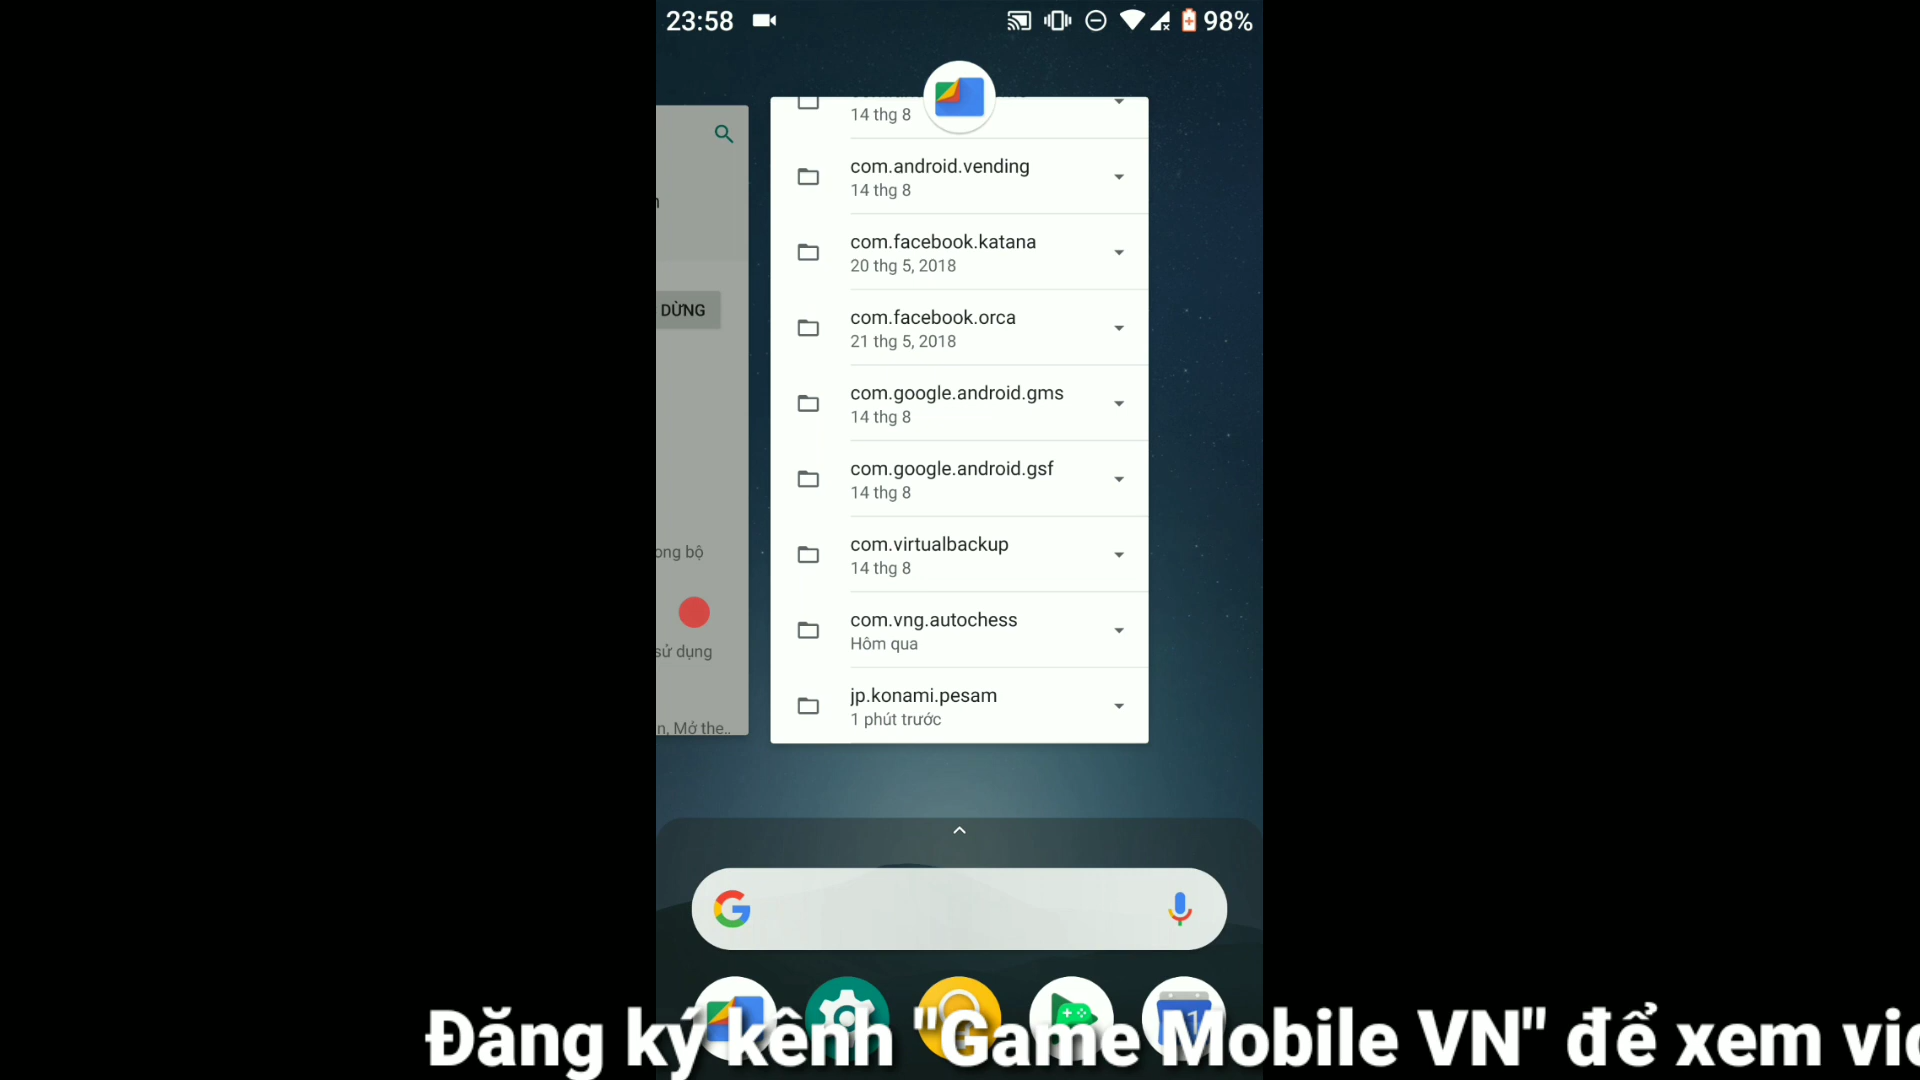 23:58
98%
14 thg 8
com.android.vending
14 thg 8
com.facebook.katana
20 thg 5, 2018
DỪNG
com.facebook.orca
21 thg 5, 2018
com.google.android.gms
14 thg 8
com.google.android.gsf
14 thg 8
com.virtualbackup
14 thg 8
ong bộ
com.vng.autochess
Hôm qua
sử dụng
jp.konami.pesam
1 phút trước
n, Mở the..
Đăng ký kênh "Game Mobile VN" để xem